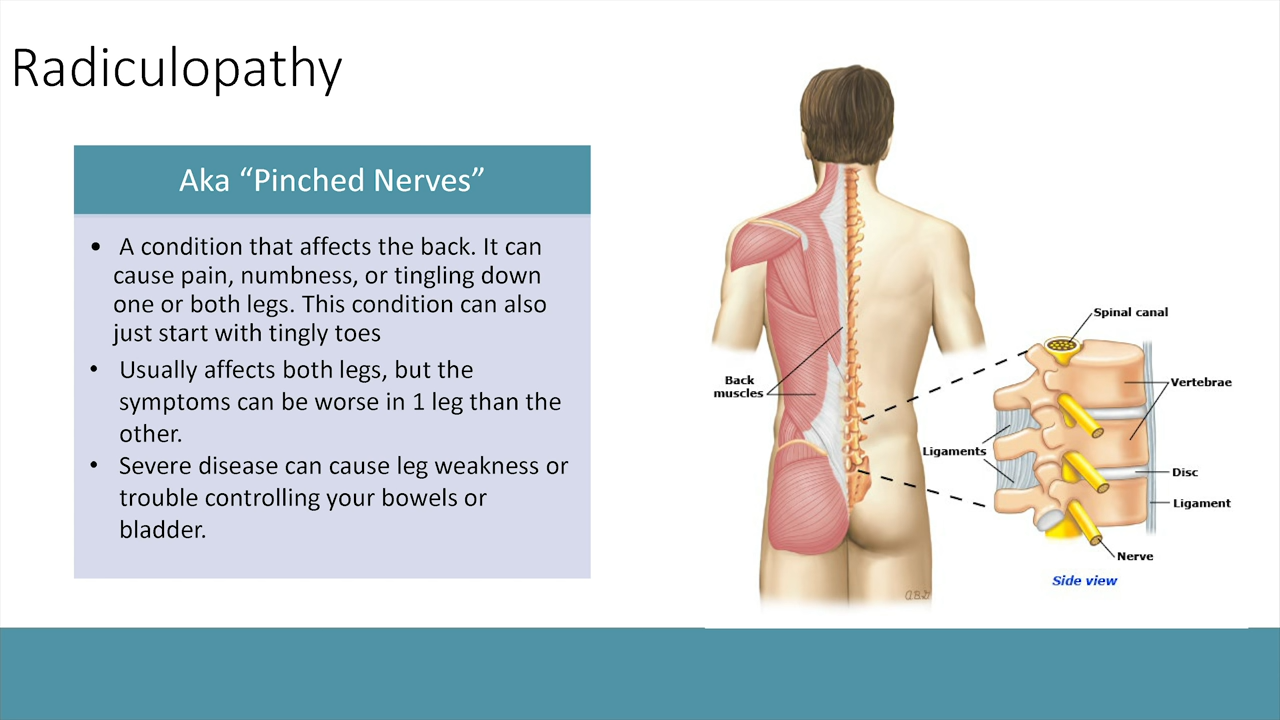 Radiculopathy
Aka “Pinched Nerves”
• A condition that affects the back. It can
cause pain, numbness, or tingling down
one or both legs. This condition can also
just start with tingly toes
• Usually affects both legs, but the
symptoms can be worse in 1 leg than the
other.
• Severe disease can cause leg weakness or
trouble controlling your bowels or
bladder.
Back
muscles
Spinal canal
Vertebrae
Ligaments
Disc
Ligament
Nerve
Side view